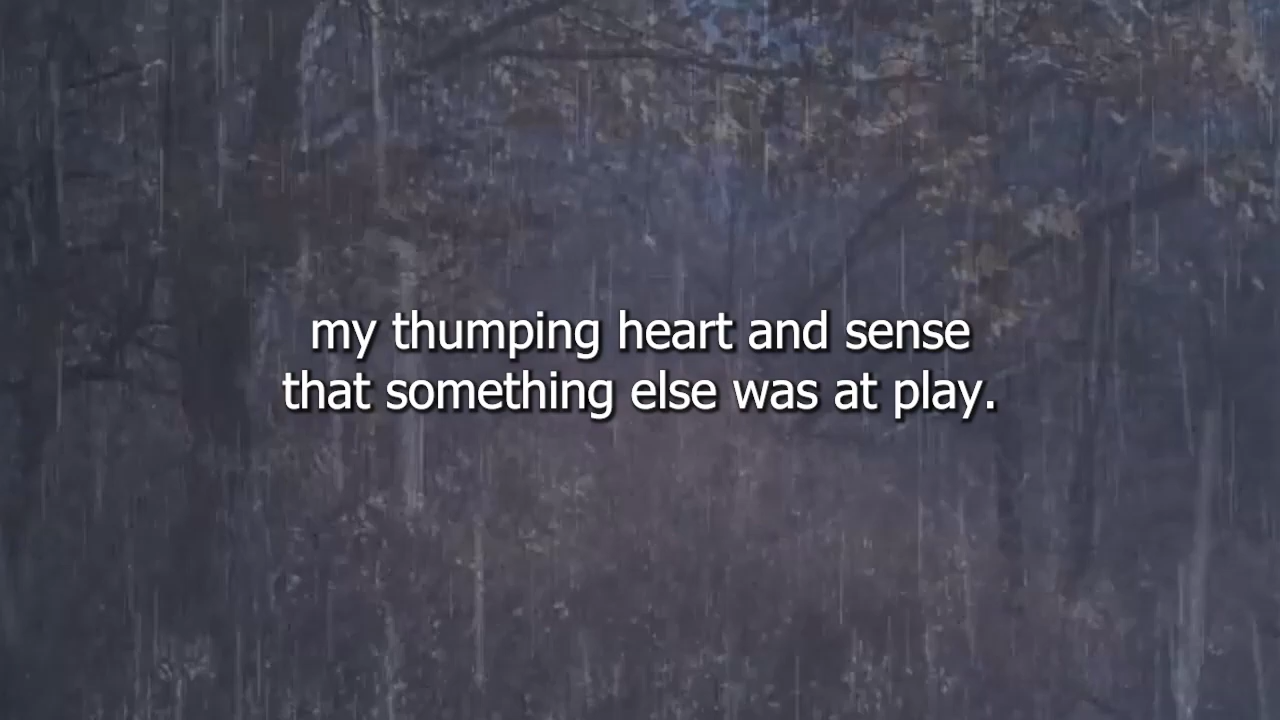 my thumping heart and sense
that something else was at play.